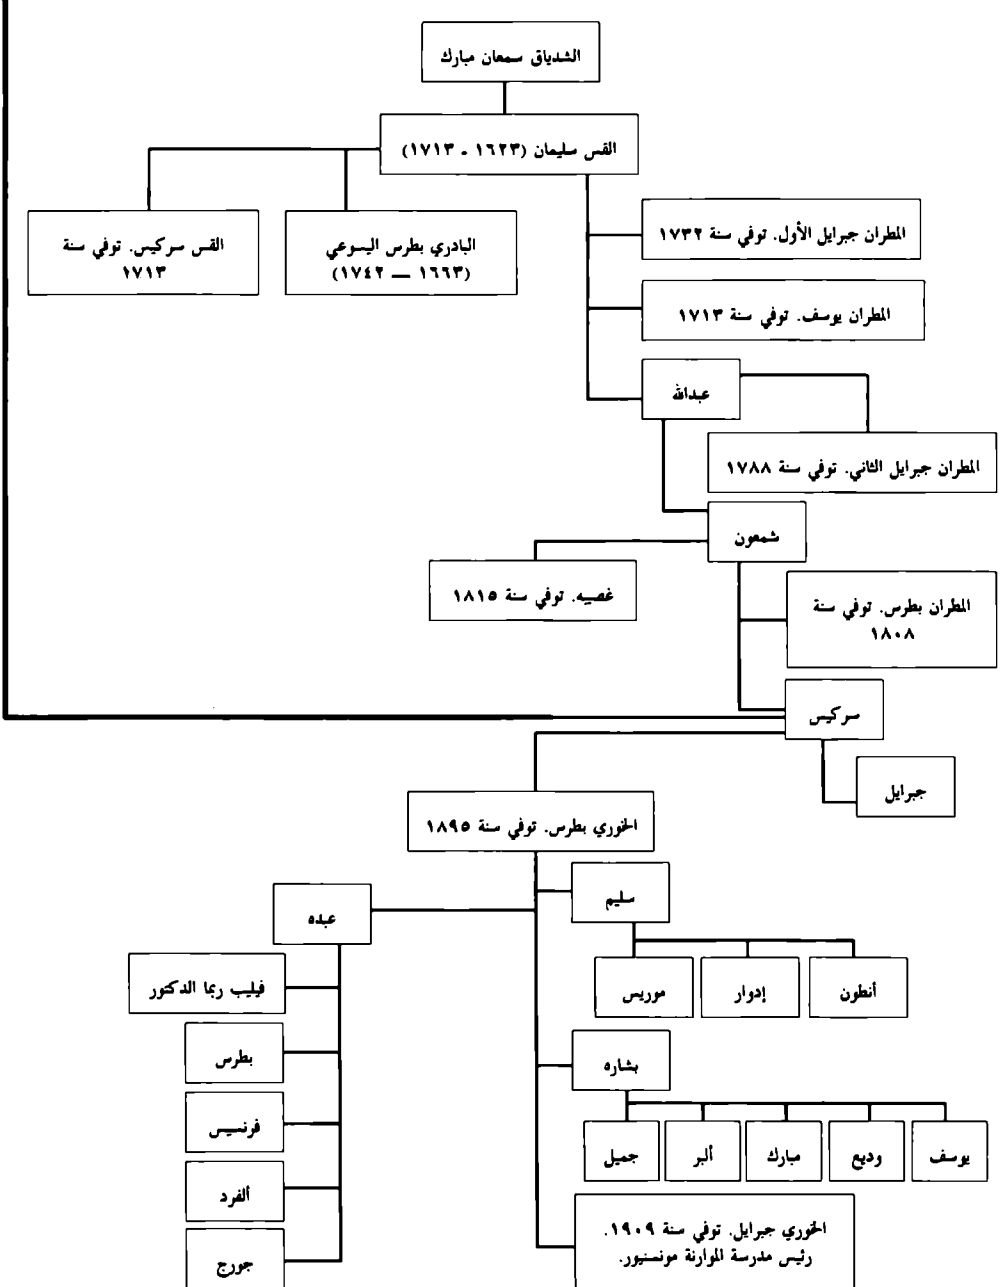 الشدياق سمعان مبارك
القس سليمان (١٦٢٣ - ١٧١٣)
المطران جبرايل الأول. توفي سنة ١٧٣٢
البادري بطرس اليسوعي
(١٦٦٣ — ١٧٤٢)
القس سركيس. توفي سنة
١٧١٣
المطران يوسف. توفي سنة ١٧١٣
عبدالله
المطران جبرايل الثاني. توفي سنة ١٧٨٨
شمعون
غصيبه. توفي سنة ١٨١٥
المطران بطرس. توفي سنة
١٨٠٨
سركيس
جبرايل
الخوري بطرس. توفي سنة ١٨٩٥
سليم
عبده
أنطون
إدوار
موريس
فيليب ربما الدكتور
بطرس
بشاره
فرنسيس
يوسف
وديع
مبارك
ألبر
جميل
ألفرد
الخوري جبرايل. توفي سنة ١٩٠٩.
رئيس مدرسة الموارنة مونسنيور.
جورج